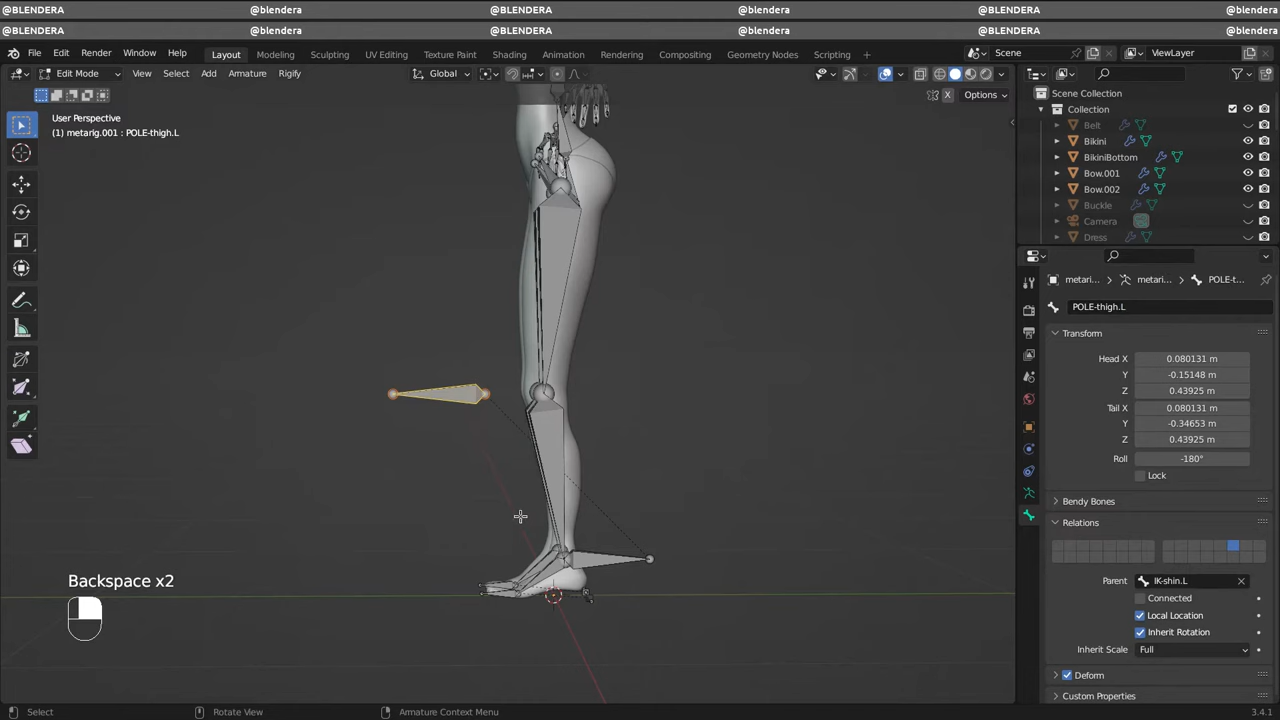 @BLENDERA @blendera @BLENDERA @blendera @BLENDERA @blendera
@BLENDERA @blendera @BLENDERA @blendera @BLENDERA @blendera
File Edit Render Window Help Layout Modeling Sculpting UV Editing Texture Paint Shading Animation Rendering Compositing Geometry Nodes Scripting + Scene ViewLayer
Edit Mode View Select Add Armature Rigify Global
X Options
User Perspective
(1) metarig.001 : POLE-thigh.L
Scene Collection
Collection
Belt
Bikini
BikiniBottom
Bow.001
Bow.002
Buckle
Camera
Dress
metari... metari... POLE-t...
POLE-thigh.L
Transform
Head X 0.080131 m
Y -0.15148 m
Z 0.43925 m
Tail X 0.080131 m
Y -0.34653 m
Z 0.43925 m
Roll -180°
Lock
Bendy Bones
Relations
Parent IK-shin.L
Connected
Local Location
Inherit Rotation
Inherit Scale Full
Deform
Custom Properties
Backspace x2
Select Rotate View Armature Context Menu 3.4.1